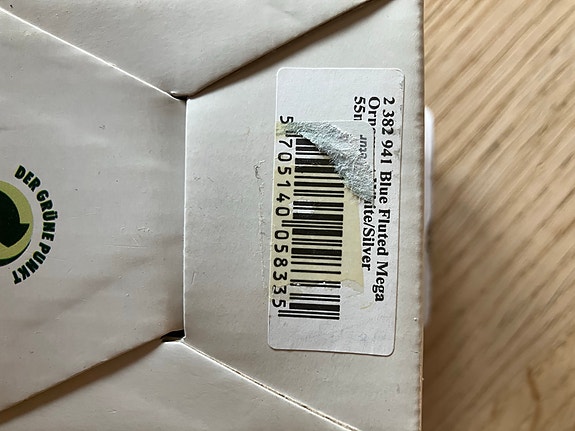 2 382 941 Blue Fluted Mega
White/Silver
5 705140 058335
DER GRÜNE PUNKT